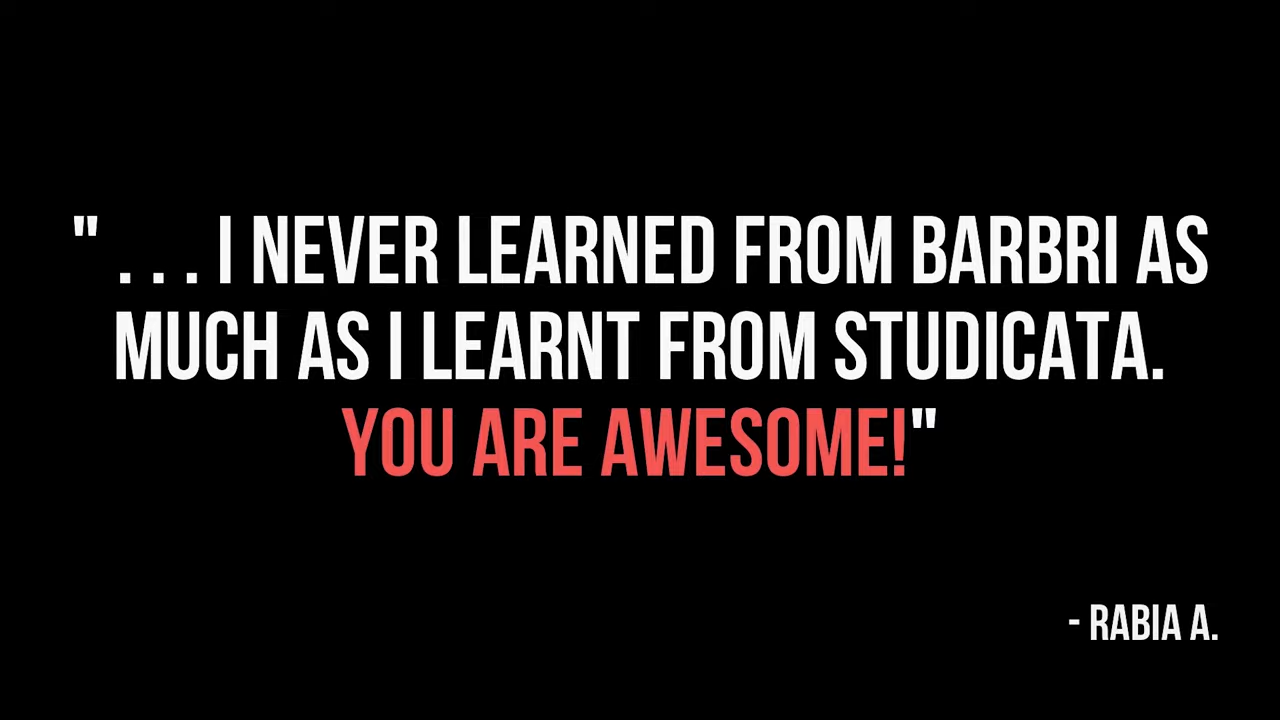 " . . . I NEVER LEARNED FROM BARBRI AS
MUCH AS I LEARNT FROM STUDICATA.
YOU ARE AWESOME!"
- RABIA A.